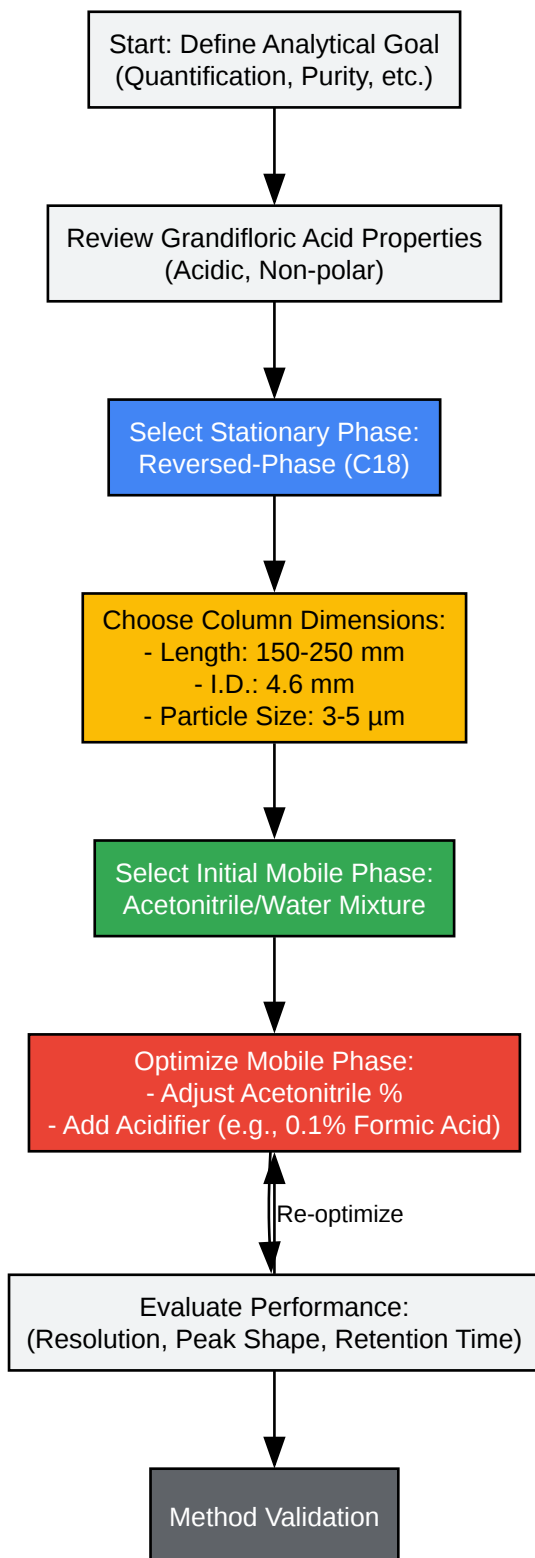 Start: Define Analytical Goal
(Quantification, Purity, etc.)
Review Grandifloric Acid Properties
(Acidic, Non-polar)
Select Stationary Phase:
Reversed-Phase (C18)
Choose Column Dimensions:
- Length: 150-250 mm
- I.D.: 4.6 mm
- Particle Size: 3-5 µm
Select Initial Mobile Phase:
Acetonitrile/Water Mixture
Optimize Mobile Phase:
- Adjust Acetonitrile %
- Add Acidifier (e.g., 0.1% Formic Acid)
Re-optimize
Evaluate Performance:
(Resolution, Peak Shape, Retention Time)
Method Validation